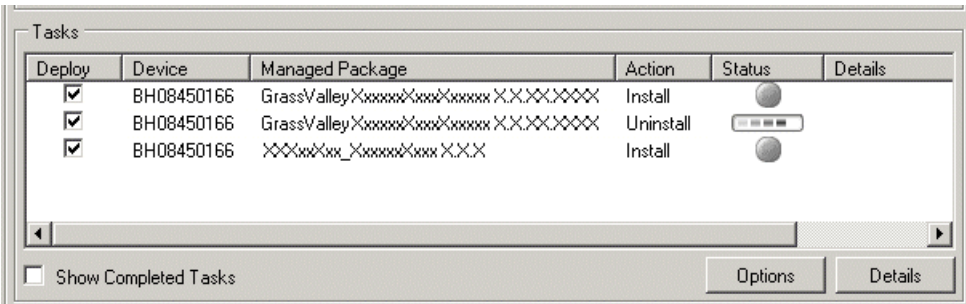 Tasks
Deploy Device Managed Package Action Status Details
BH08450166 GrassValleyXxxxxxXxxxXxxxxx X.X.XX.XXXX Install
BH08450166 GrassValleyXxxxxxXxxxXxxxxx X.X.XX.XXXX Uninstall
BH08450166 XXXxxXxx_XxxxxxXxxx X.X.X Install
Show Completed Tasks Options Details